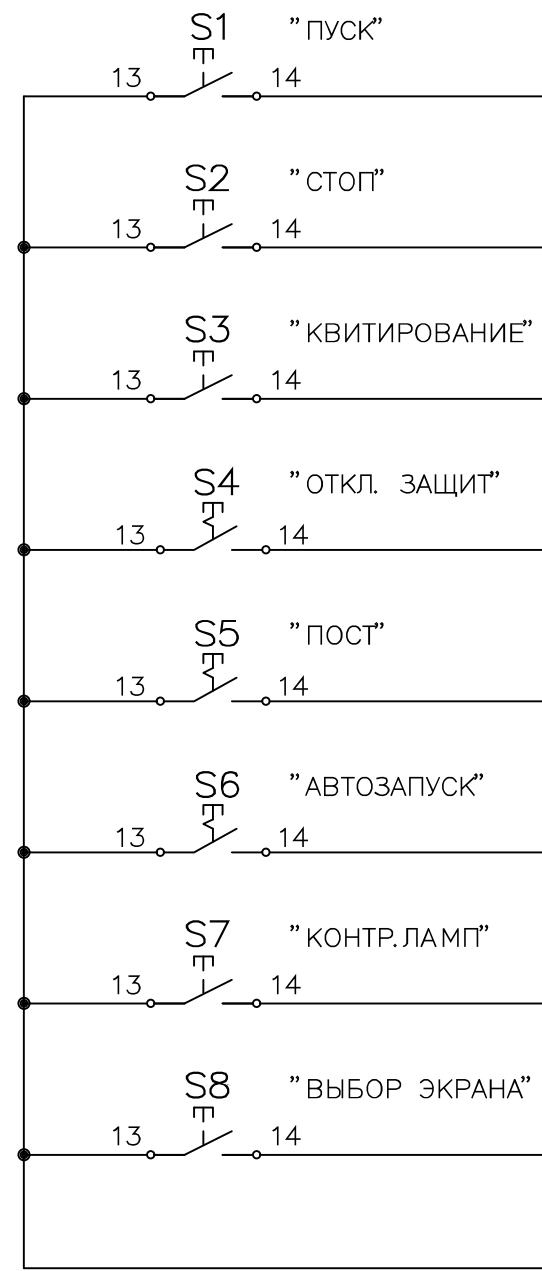 S1 "ПУСК"
13 14
S2 "СТОП"
13 14
S3 "КВИТИРОВАНИЕ"
13 14
S4 "ОТКЛ. ЗАЩИТ"
13 14
S5 "ПОСТ"
13 14
S6 "АВТОЗАПУСК"
13 14
S7 "КОНТР.ЛАМП"
13 14
S8 "ВЫБОР ЭКРАНА"
13 14